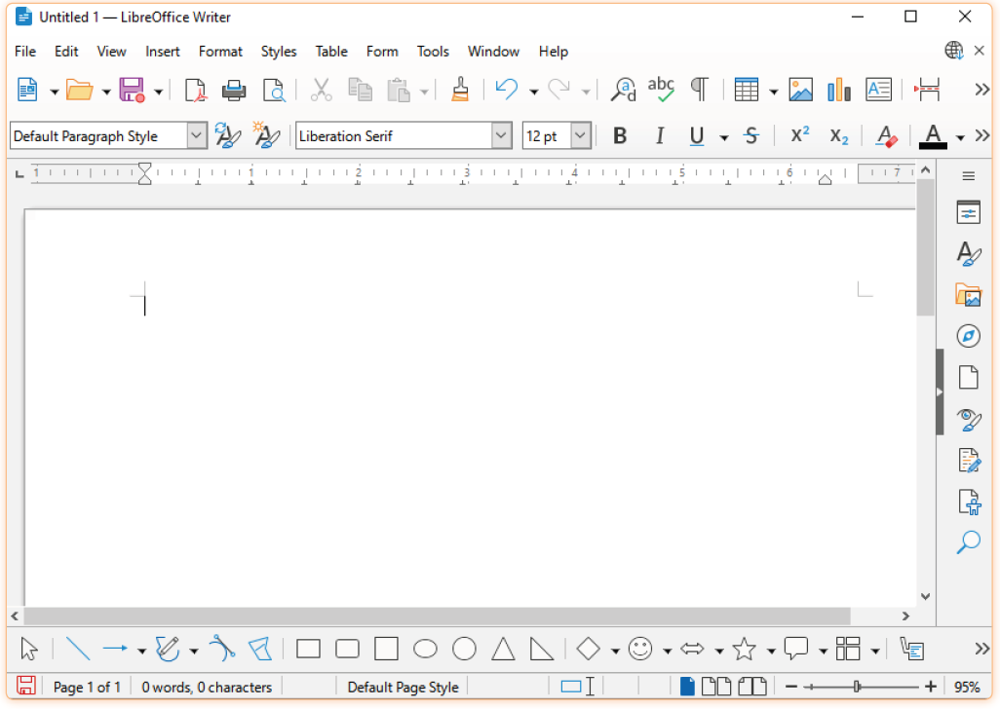 Untitled 1 — LibreOffice Writer
File Edit View Insert Format Styles Table Form Tools Window Help
Default Paragraph Style Liberation Serif 12 pt B I U S X² X₂ A A
1 1 2 3 4 5 6 7
Page 1 of 1 0 words, 0 characters Default Page Style 95%